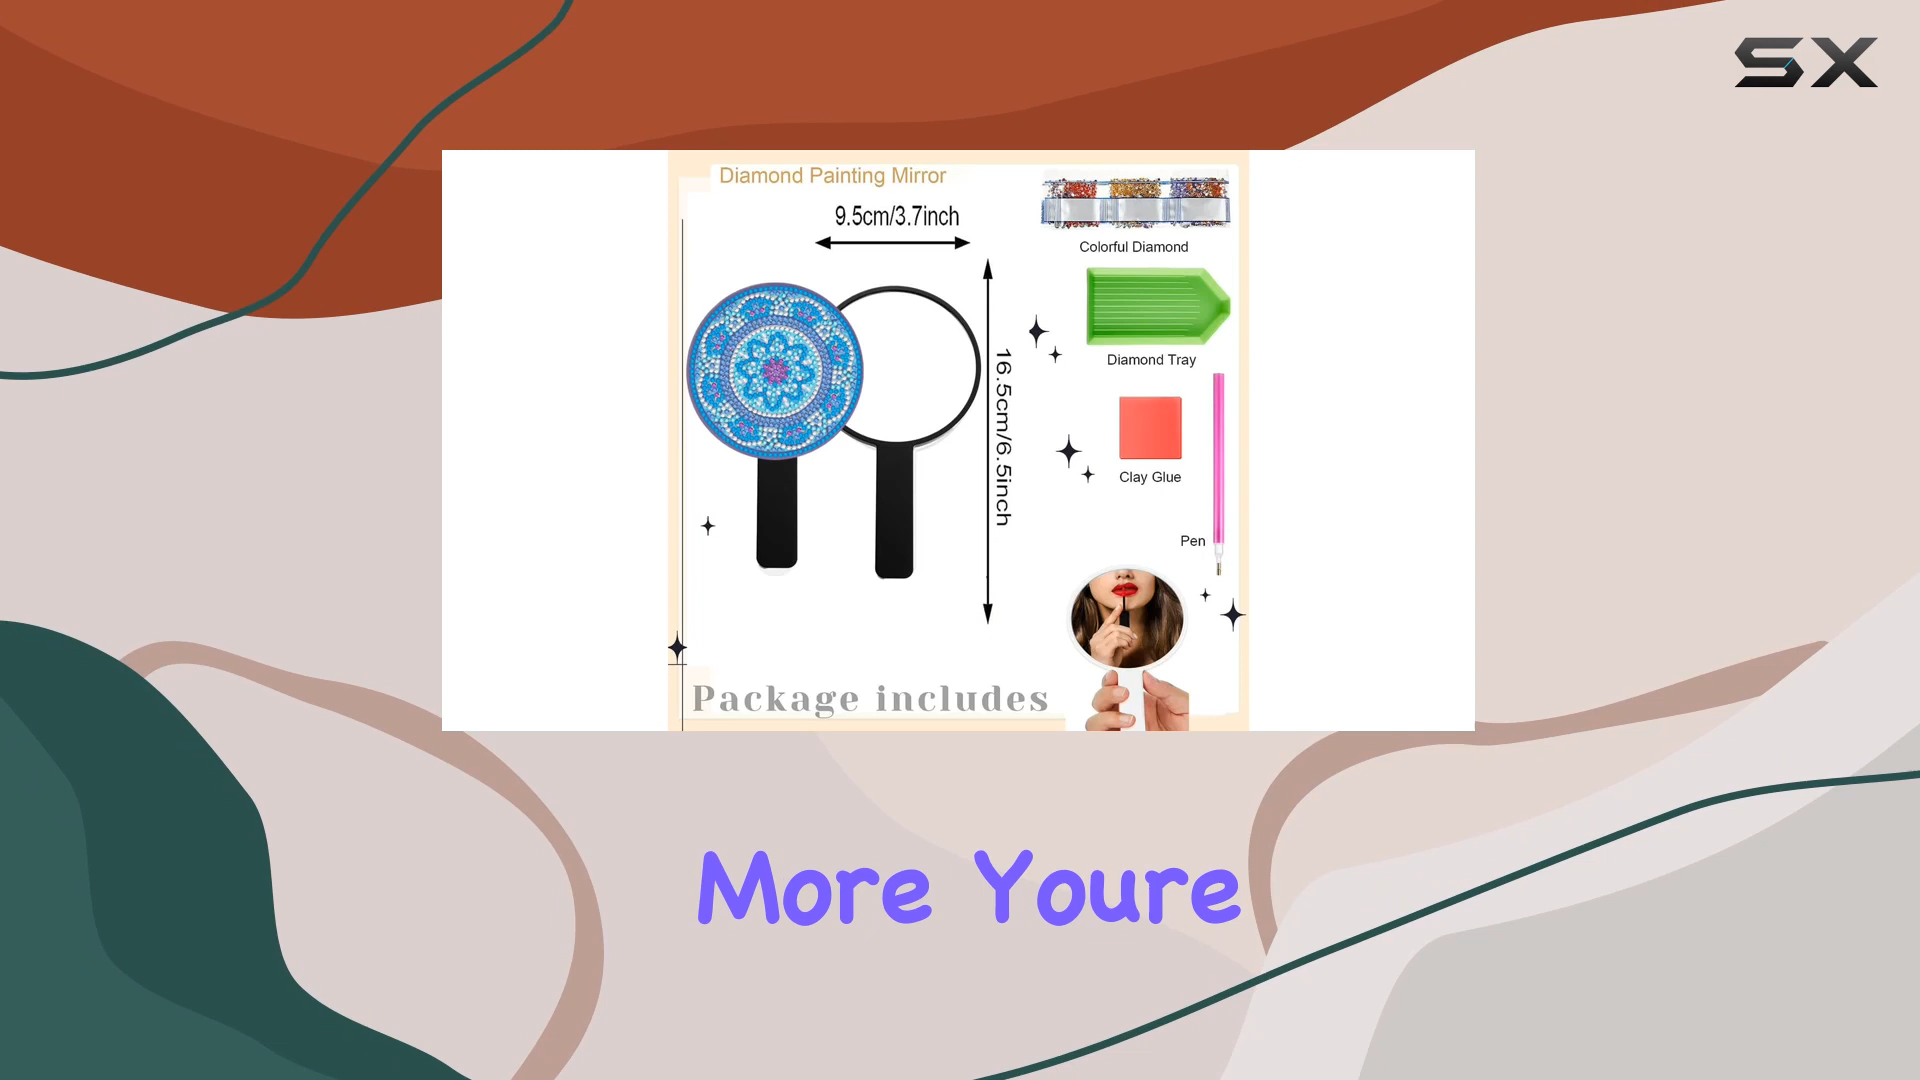 SX
Diamond Painting Mirror
9.5cm/3.7inch
16.5cm/6.5inch
Colorful Diamond
Diamond Tray
Clay Glue
Pen
Package includes
More Youre